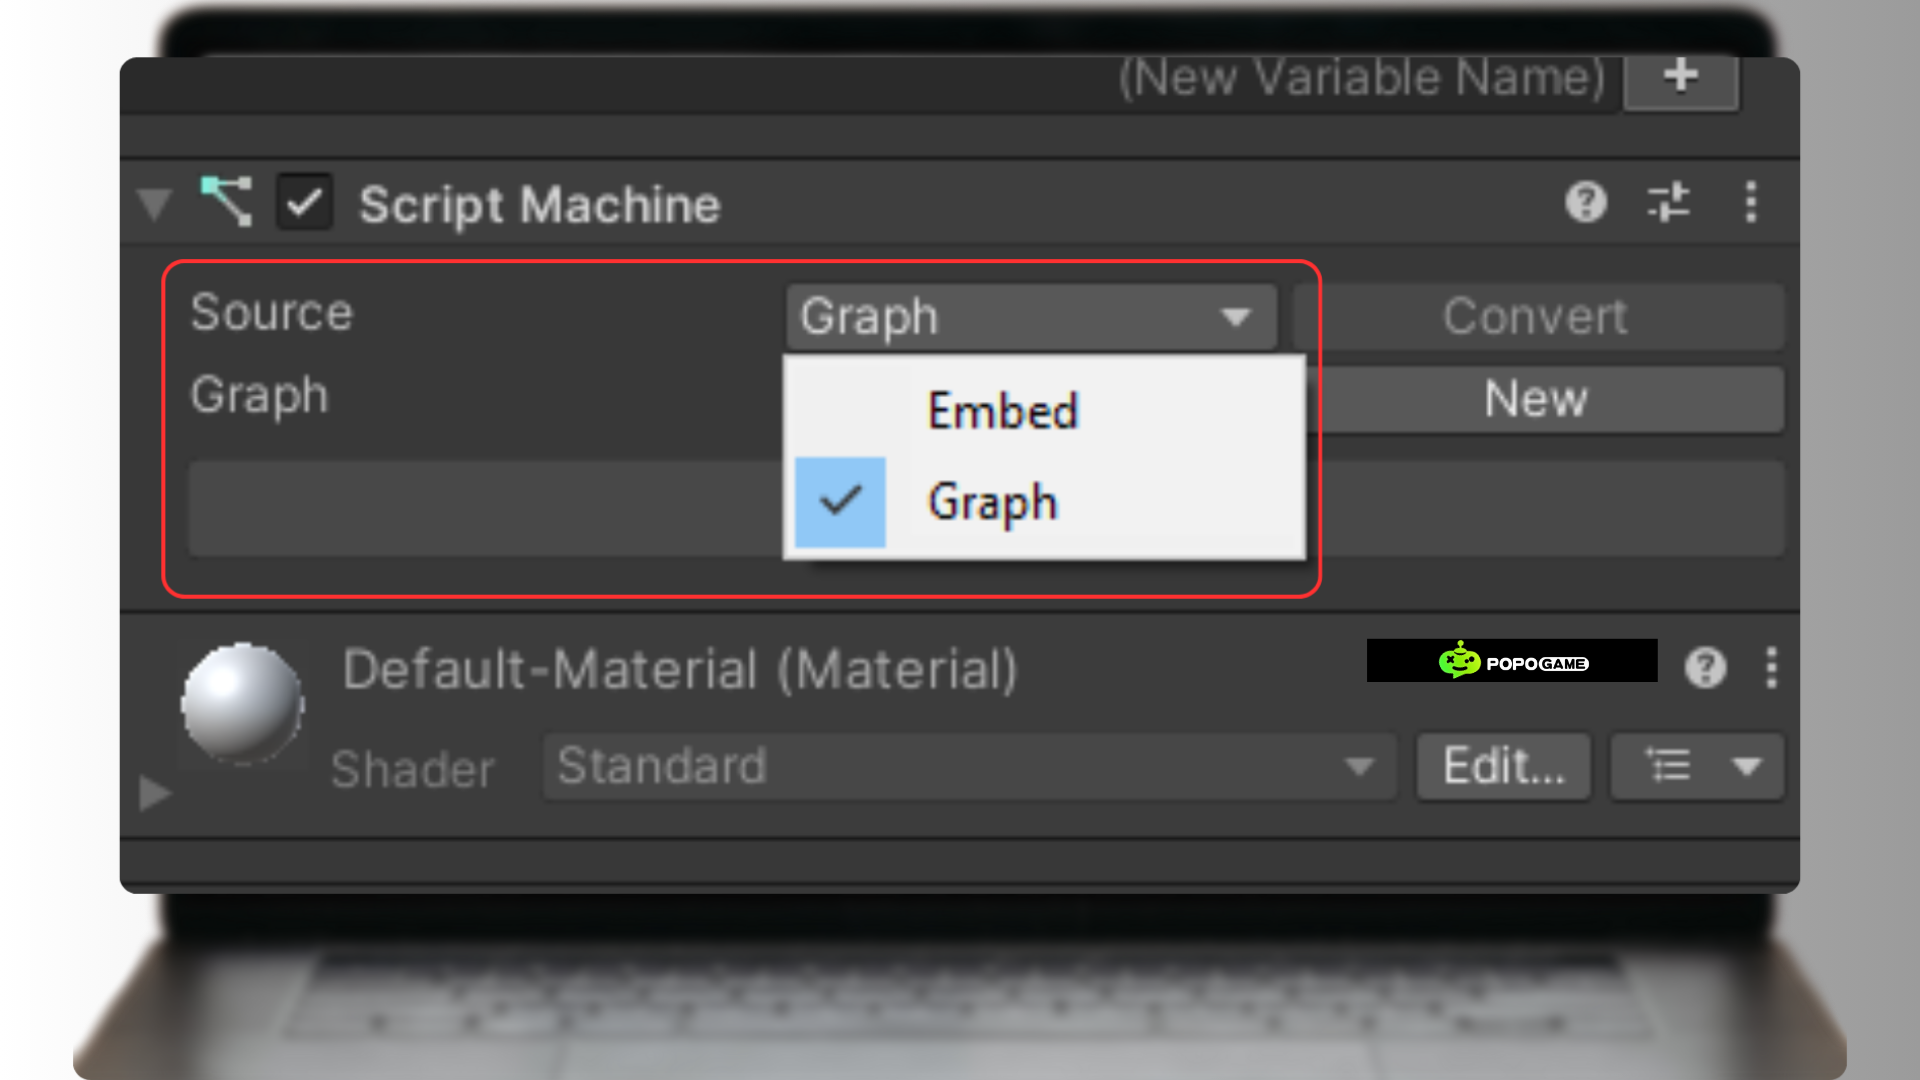 (New Variable Name) +
Script Machine
Source Graph Convert
Graph New
Embed
Graph
Default-Material (Material) POPOGAME
Shader Standard Edit...